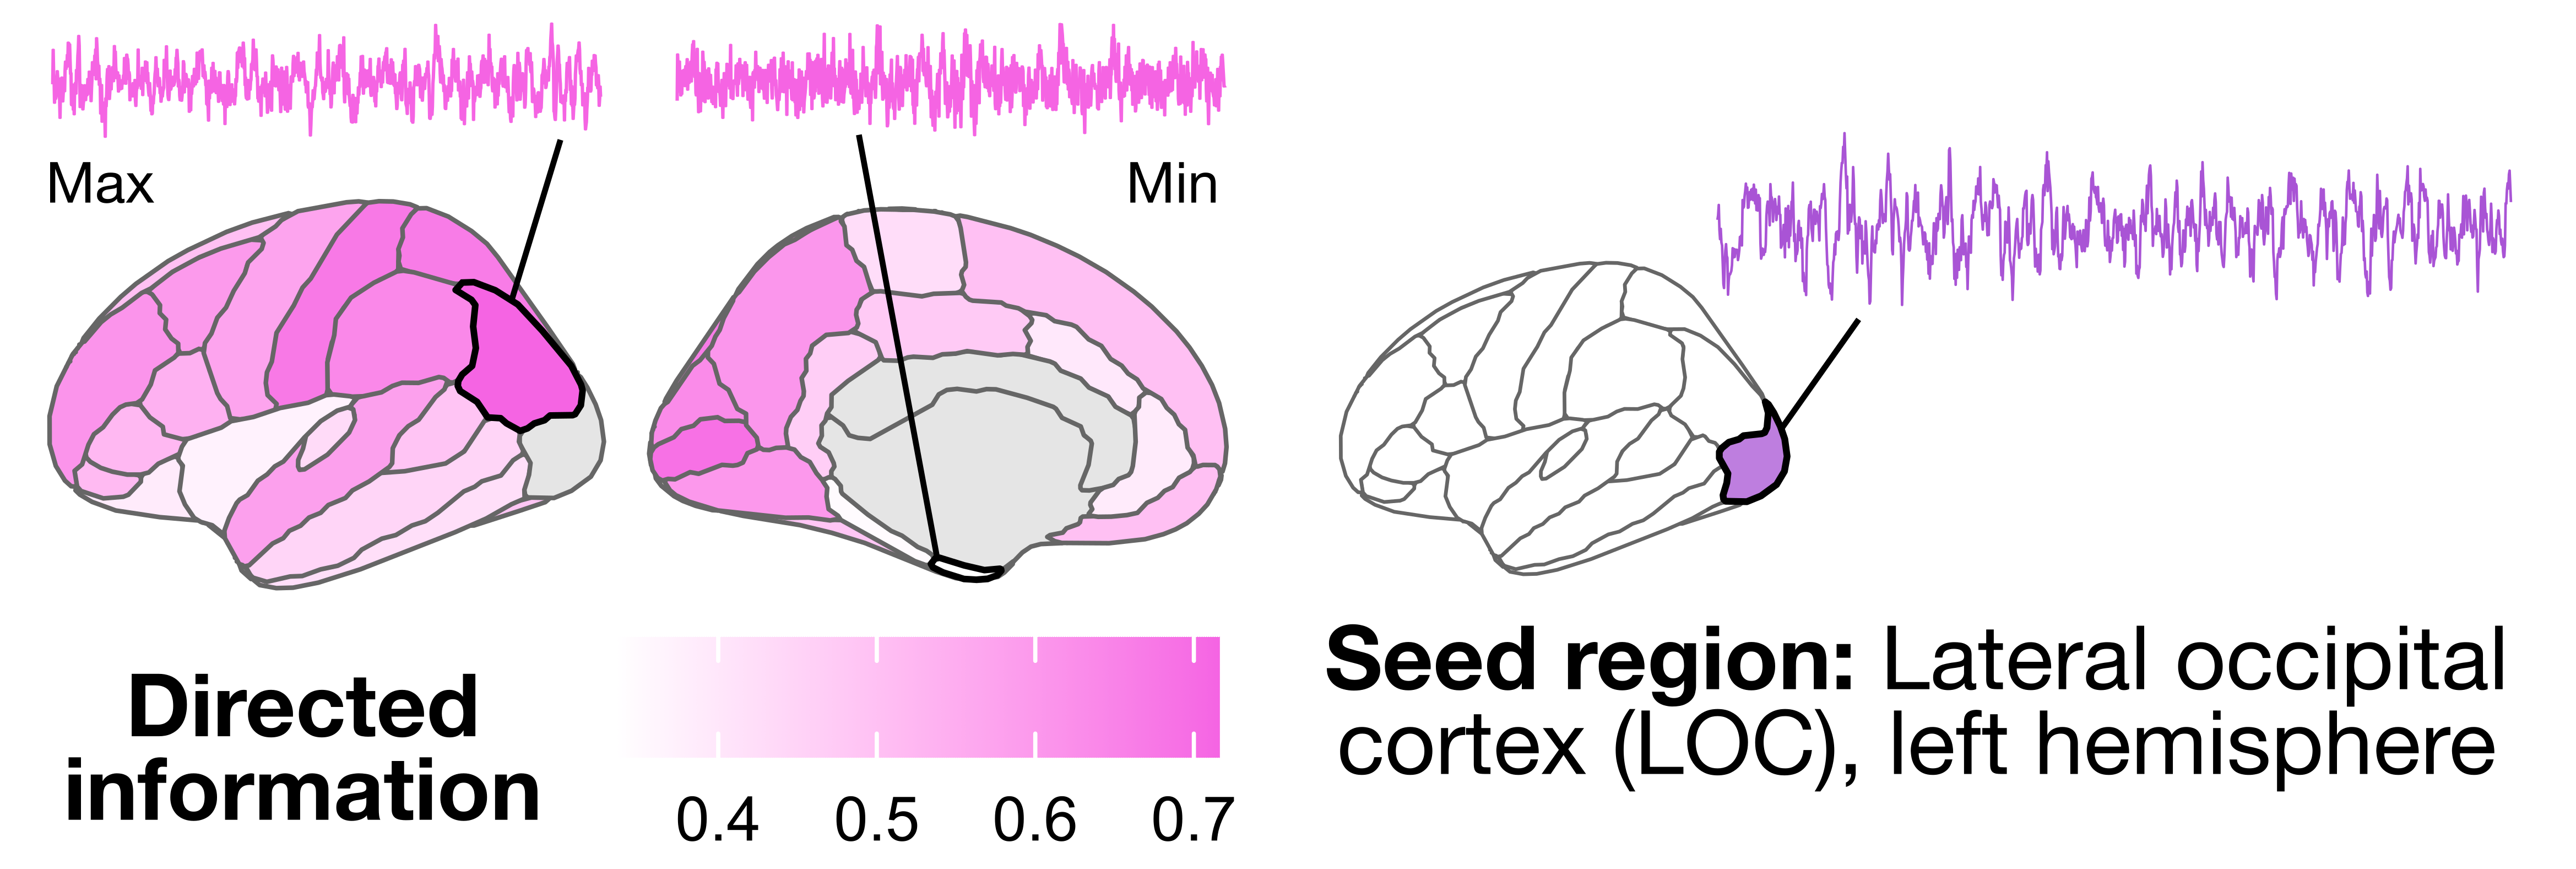 Max
Min
Directed
information
0.4 0.5 0.6 0.7
Seed region: Lateral occipital
cortex (LOC), left hemisphere